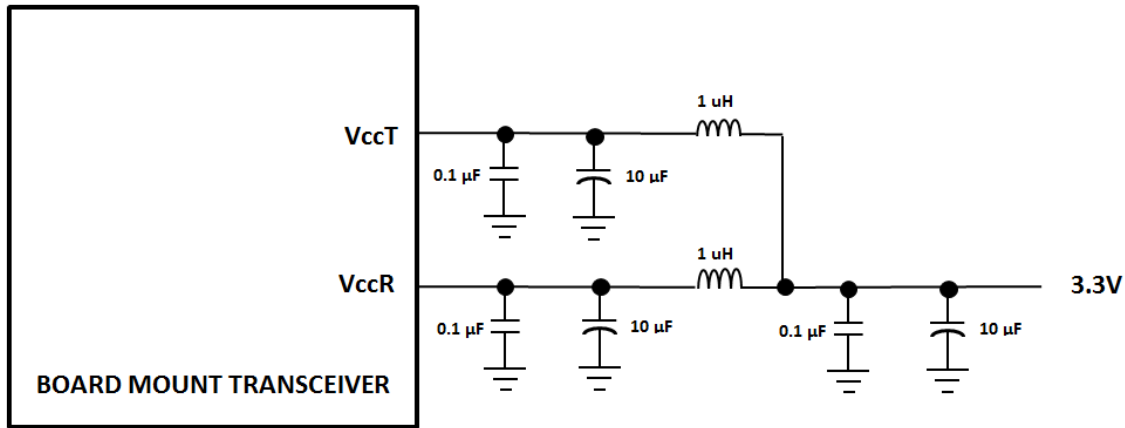 1 uH
VccT
0.1 µF
10 µF
1 uH
VccR
3.3V
0.1 µF
10 µF
0.1 µF
10 µF
BOARD MOUNT TRANSCEIVER